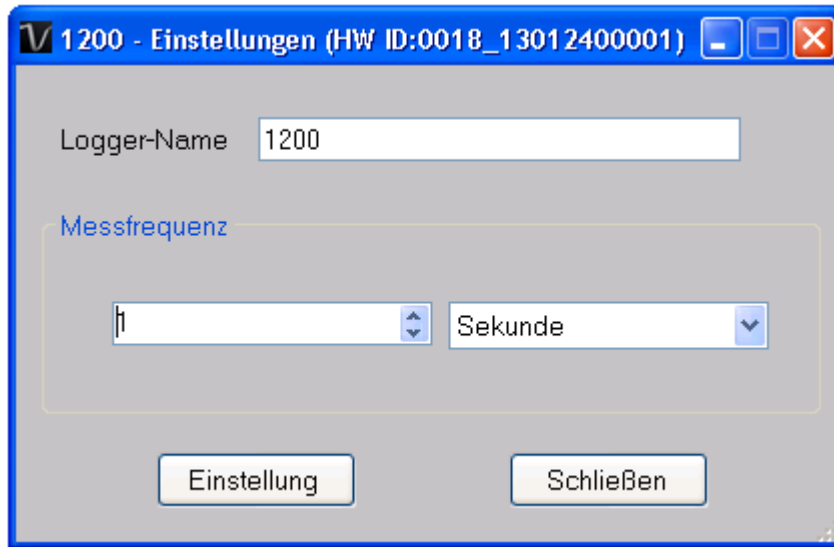 1200 - Einstellungen (HW ID:0018_13012400001)
Logger-Name 1200
Messfrequenz
1 Sekunde
Einstellung Schließen